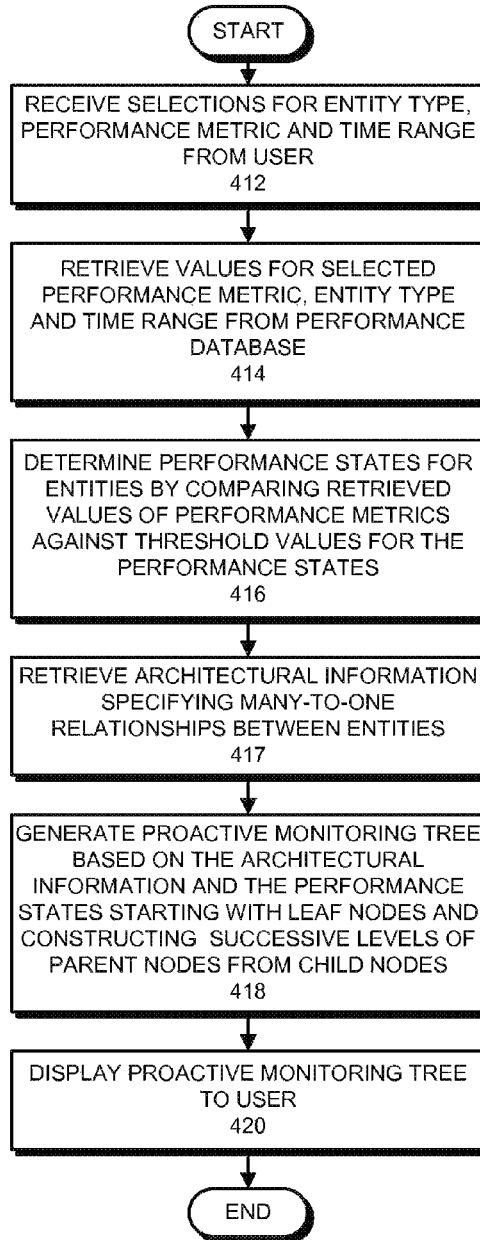 START
RECEIVE SELECTIONS FOR ENTITY TYPE,
PERFORMANCE METRIC AND TIME RANGE
FROM USER
412
RETRIEVE VALUES FOR SELECTED
PERFORMANCE METRIC, ENTITY TYPE
AND TIME RANGE FROM PERFORMANCE
DATABASE
414
DETERMINE PERFORMANCE STATES FOR
ENTITIES BY COMPARING RETRIEVED
VALUES OF PERFORMANCE METRICS
AGAINST THRESHOLD VALUES FOR THE
PERFORMANCE STATES
416
RETRIEVE ARCHITECTURAL INFORMATION
SPECIFYING MANY-TO-ONE
RELATIONSHIPS BETWEEN ENTITIES
417
GENERATE PROACTIVE MONITORING TREE
BASED ON THE ARCHITECTURAL
INFORMATION AND THE PERFORMANCE
STATES STARTING WITH LEAF NODES AND
CONSTRUCTING SUCCESSIVE LEVELS OF
PARENT NODES FROM CHILD NODES
418
DISPLAY PROACTIVE MONITORING TREE
TO USER
420
END